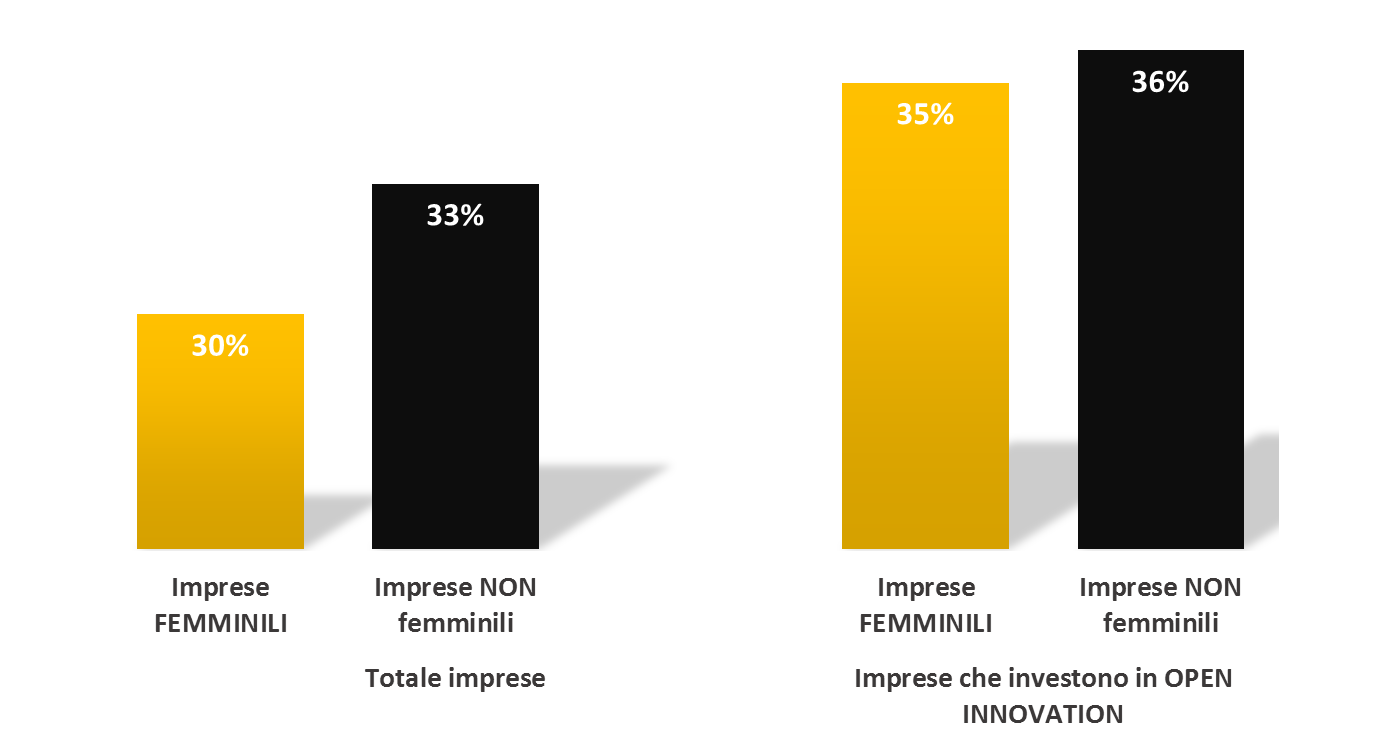 36%
35%
33%
30%
Imprese
FEMMINILI
Imprese NON
femminili
Imprese
FEMMINILI
Imprese NON
femminili
Totale imprese
Imprese che investono in OPEN
INNOVATION